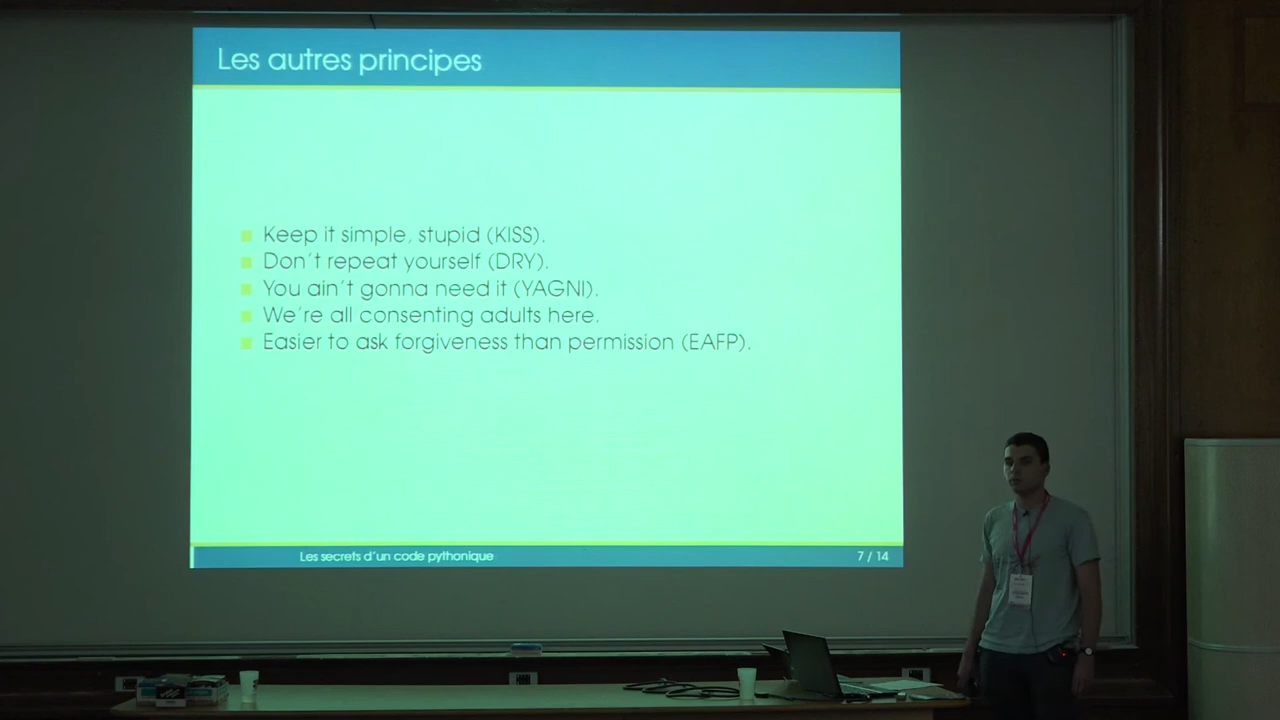 Les autres principes
Keep it simple, stupid (KISS).
Don't repeat yourself (DRY).
You ain't gonna need it (YAGNI).
We're all consenting adults here.
Easier to ask forgiveness than permission (EAFP).
Les secrets d'un code pythonique
7 / 14